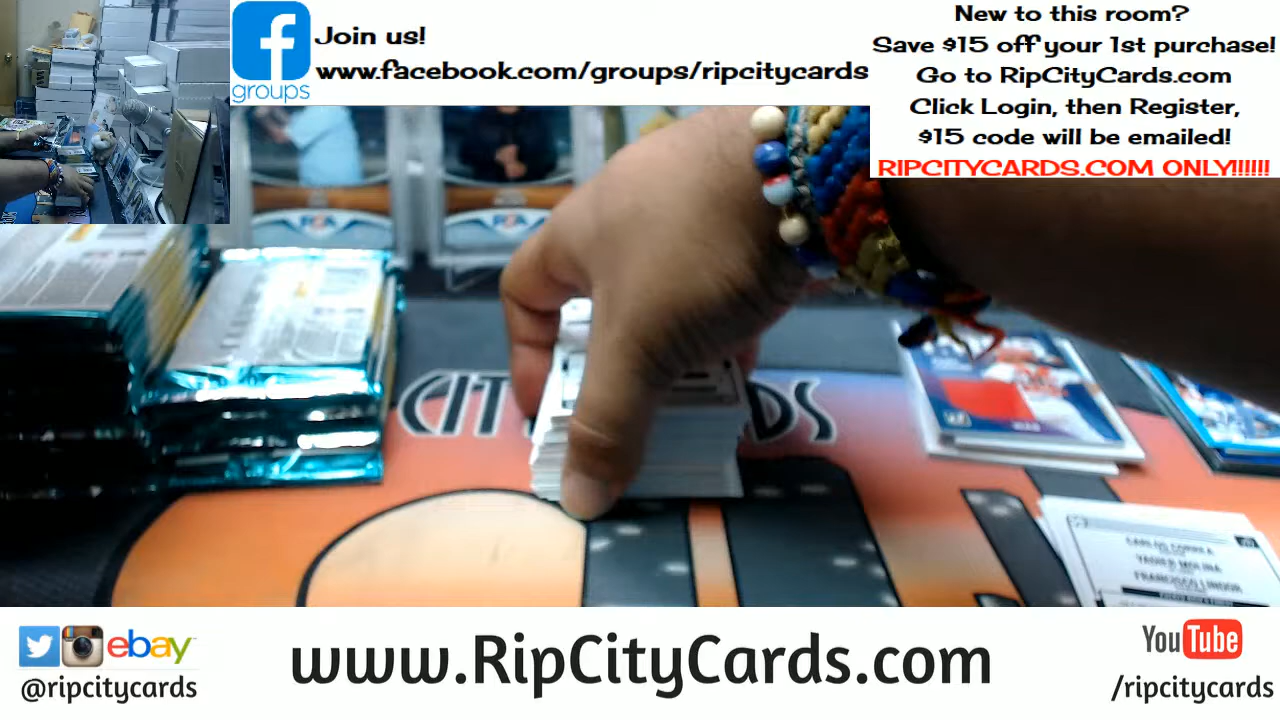 Join us!
www.facebook.com/groups/ripcitycards
groups
New to this room?
Save $15 off your 1st purchase!
Go to RipCityCards.com
Click Login, then Register,
$15 code will be emailed!
RIPCITYCARDS.COM ONLY!!!!!!
CARLOS CORREA
YADIER MOLINA
FRANCISCO LINDOR
ebay
@ripcitycards
www.RipCityCards.com
YouTube
/ripcitycards